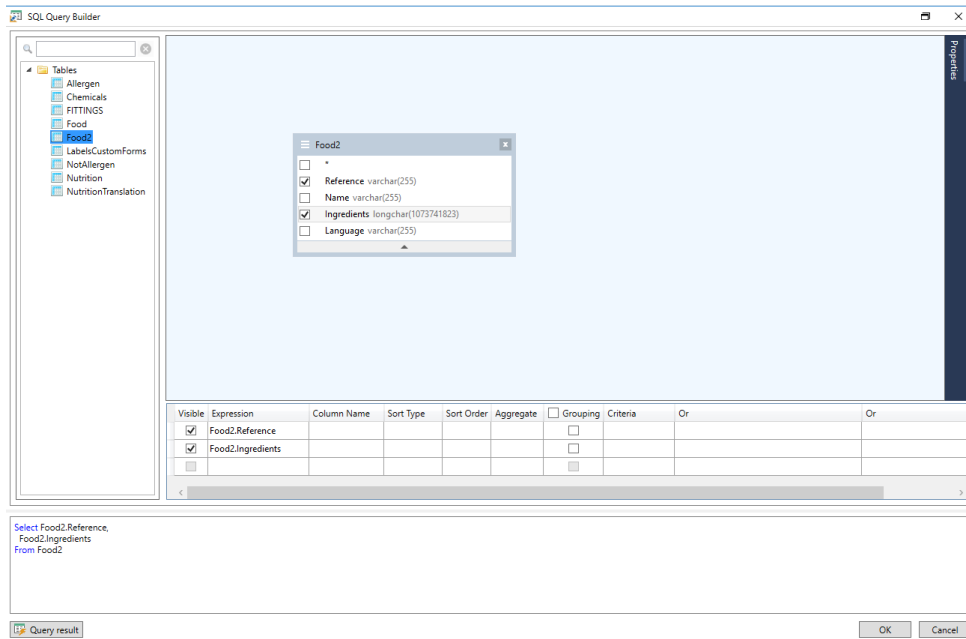 SQL Query Builder
Tables
Allergen
Chemicals
FITTINGS
Food
Food2
LabelsCustomForms
NotAllergen
Nutrition
NutritionTranslation
Properties
Food2
*
Reference varchar(255)
Name varchar(255)
Ingredients longchar(1073741823)
Language varchar(255)
Visible Expression Column Name Sort Type Sort Order Aggregate Grouping Criteria Or Or
Food2.Reference
Food2.Ingredients
Select Food2.Reference,
Food2.Ingredients
From Food2
Query result OK Cancel